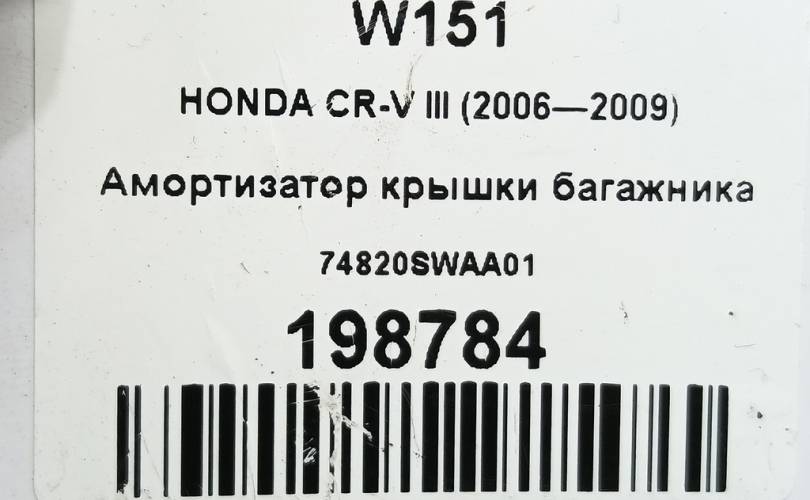 W151
HONDA CR-V III (2006—2009)
Амортизатор крышки багажника
74820SWAA01
198784